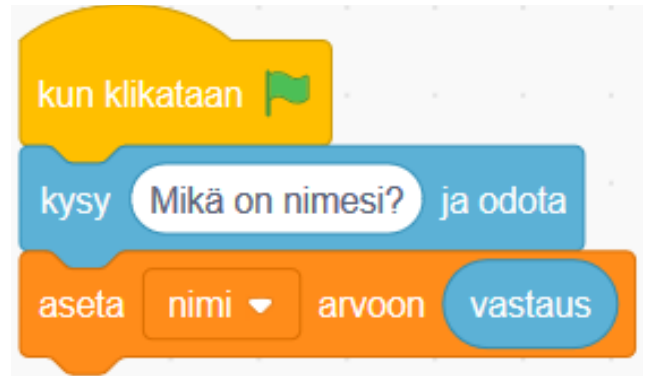 kun klikataan
kysy Mikä on nimesi? ja odota
aseta nimi arvoon vastaus